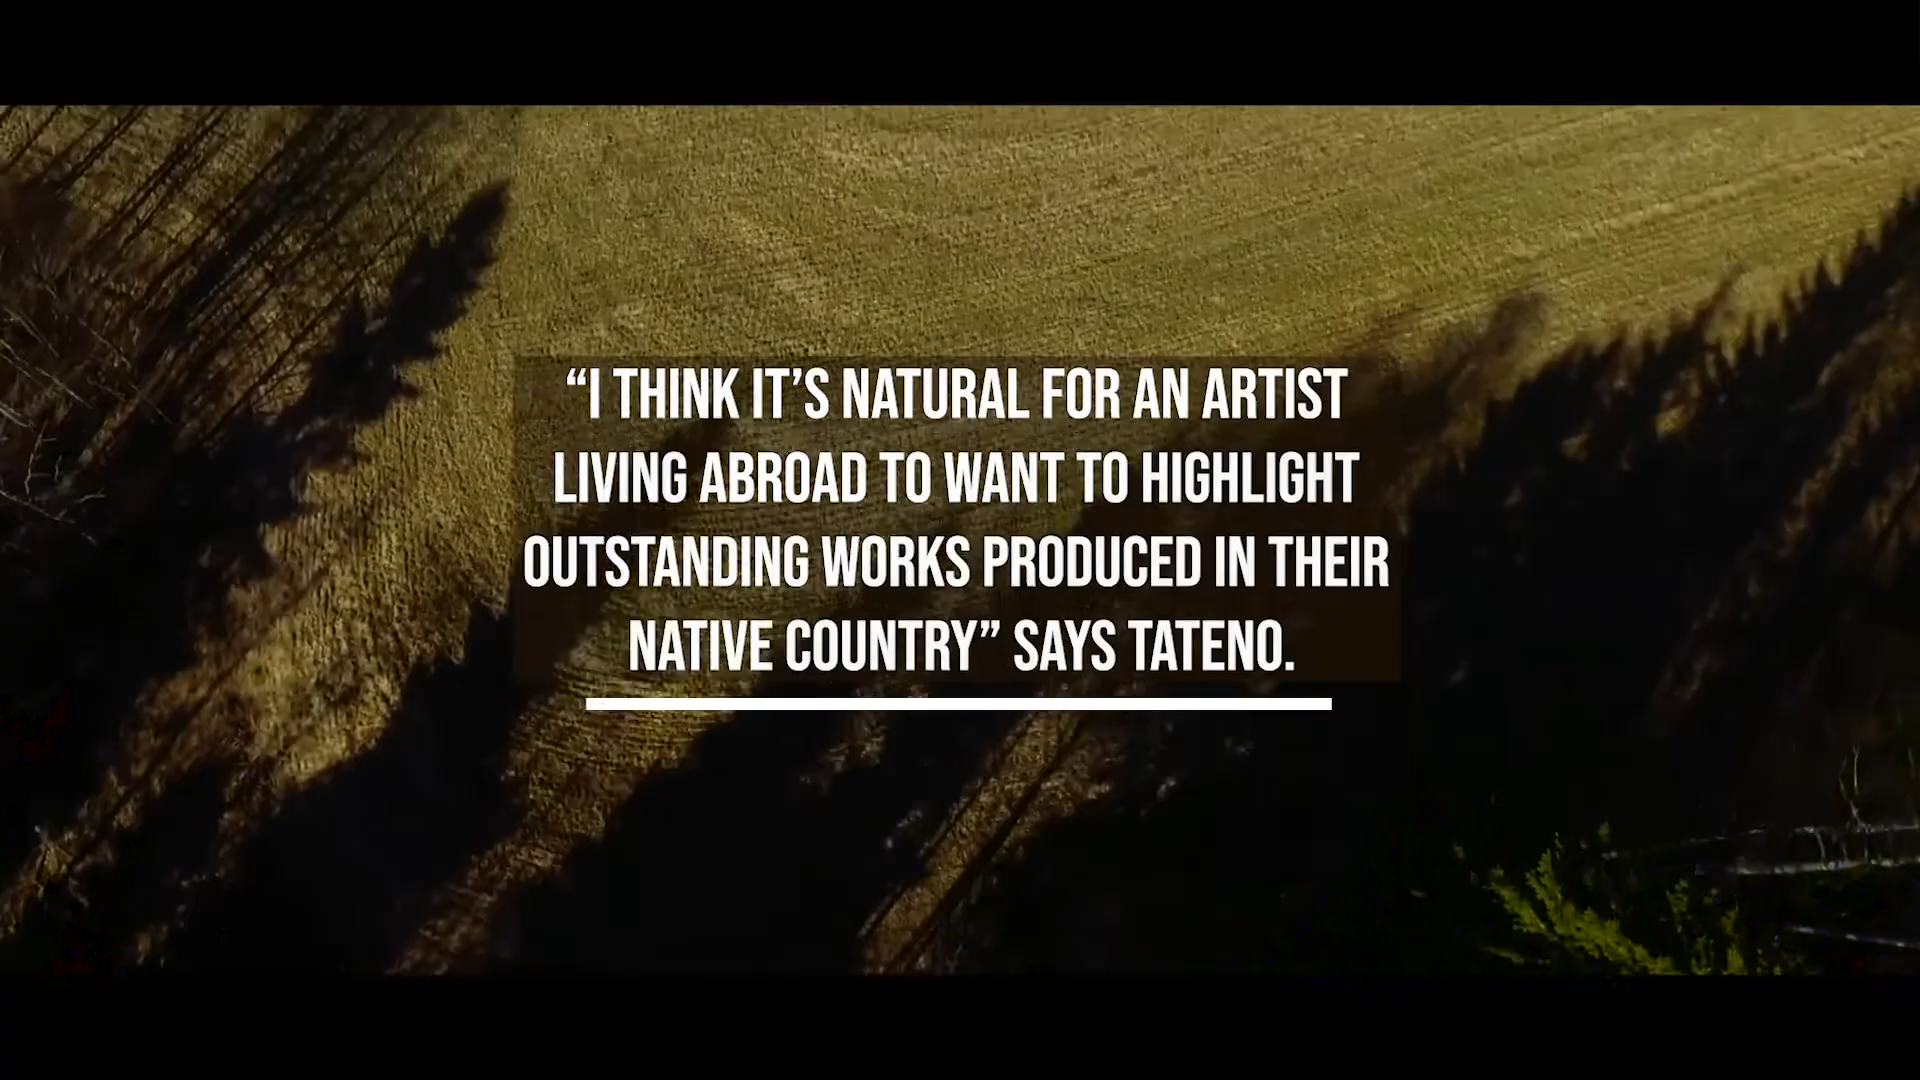 “I THINK IT’S NATURAL FOR AN ARTIST
LIVING ABROAD TO WANT TO HIGHLIGHT
OUTSTANDING WORKS PRODUCED IN THEIR
NATIVE COUNTRY” SAYS TATENO.